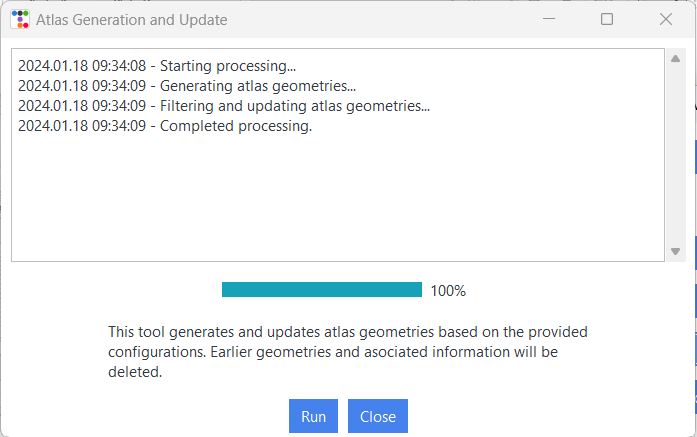 Atlas Generation and Update
2024.01.18 09:34:08 - Starting processing...
2024.01.18 09:34:09 - Generating atlas geometries...
2024.01.18 09:34:09 - Filtering and updating atlas geometries...
2024.01.18 09:34:09 - Completed processing.
100%
This tool generates and updates atlas geometries based on the provided
configurations. Earlier geometries and asociated information will be
deleted.
Run
Close